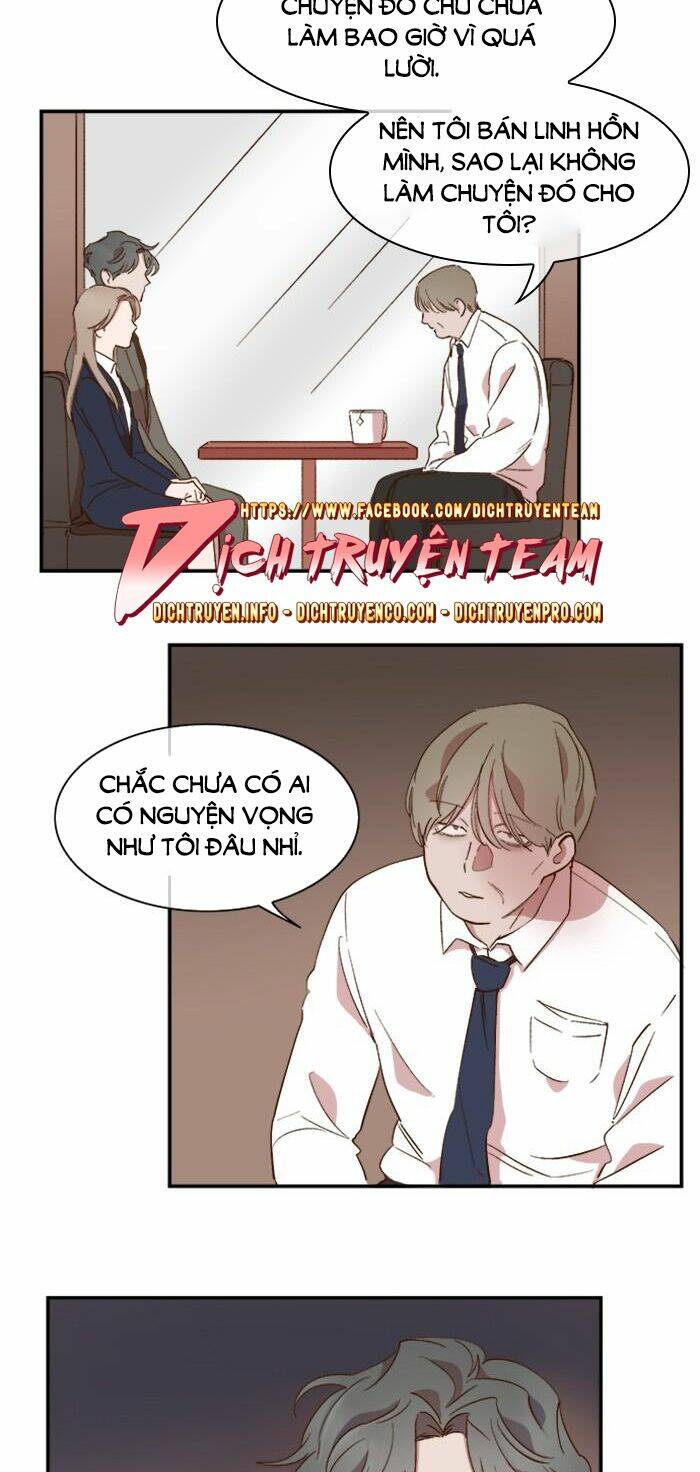 CHUYỆN ĐÓ CHỦ CHƯA
LÀM BAO GIỜ VÌ QUÁ
LƯỜI.
NÊN TÔI BÁN LINH HỒN
MÌNH, SAO LẠI KHÔNG
LÀM CHUYỆN ĐÓ CHO
TÔI?
HTTPS://WWW.FACEBOOK.COM/DICHTRUYENTEAM
DỊCH TRUYỆN TEAM
DICHTRUYEN.INFO - DICHTRUYENCO.COM - DICHTRUYENPRO.COM
CHẮC CHƯA CÓ AI
CÓ NGUYỆN VỌNG
NHƯ TÔI ĐÂU NHỈ.